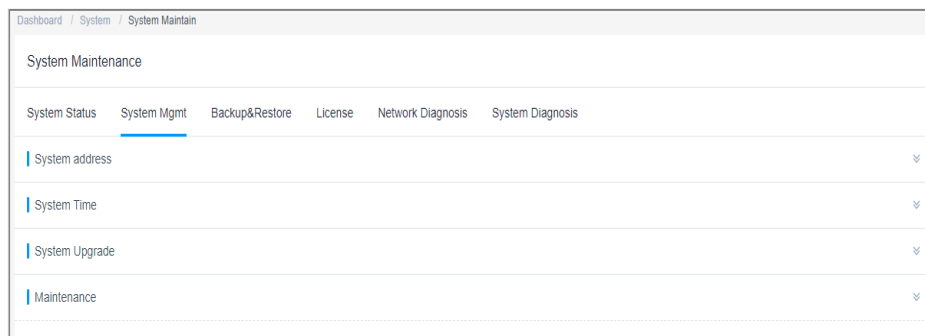 Dashboard / System / System Maintain
System Maintenance
System Status System Mgmt Backup&Restore License Network Diagnosis System Diagnosis
System address
System Time
System Upgrade
Maintenance